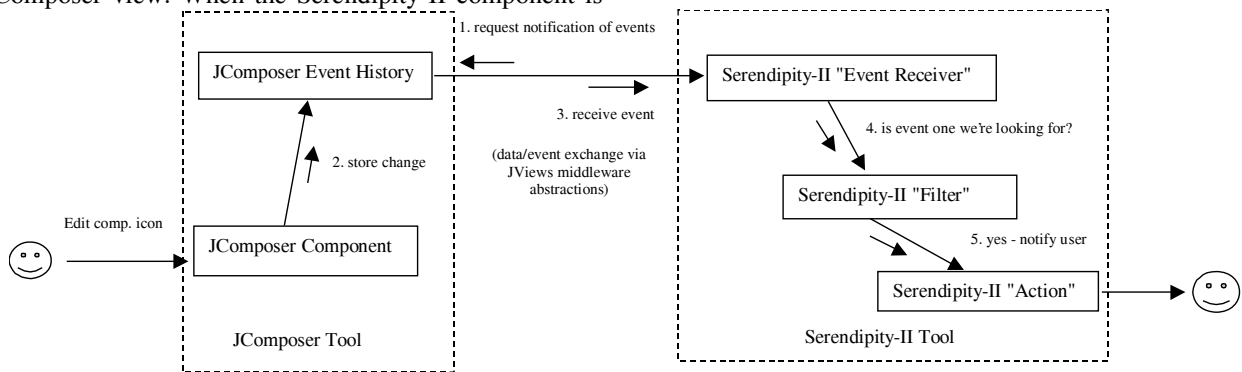 Composer view. When the Serendipity-II component is
1. request notification of events
JComposer Event History
Serendipity-II "Event Receiver"
3. receive event
4. is event one we're looking for?
2. store change
(data/event exchange via
JViews middleware
abstractions)
Serendipity-II "Filter"
Edit comp. icon
JComposer Component
5. yes - notify user
Serendipity-II "Action"
JComposer Tool
Serendipity-II Tool